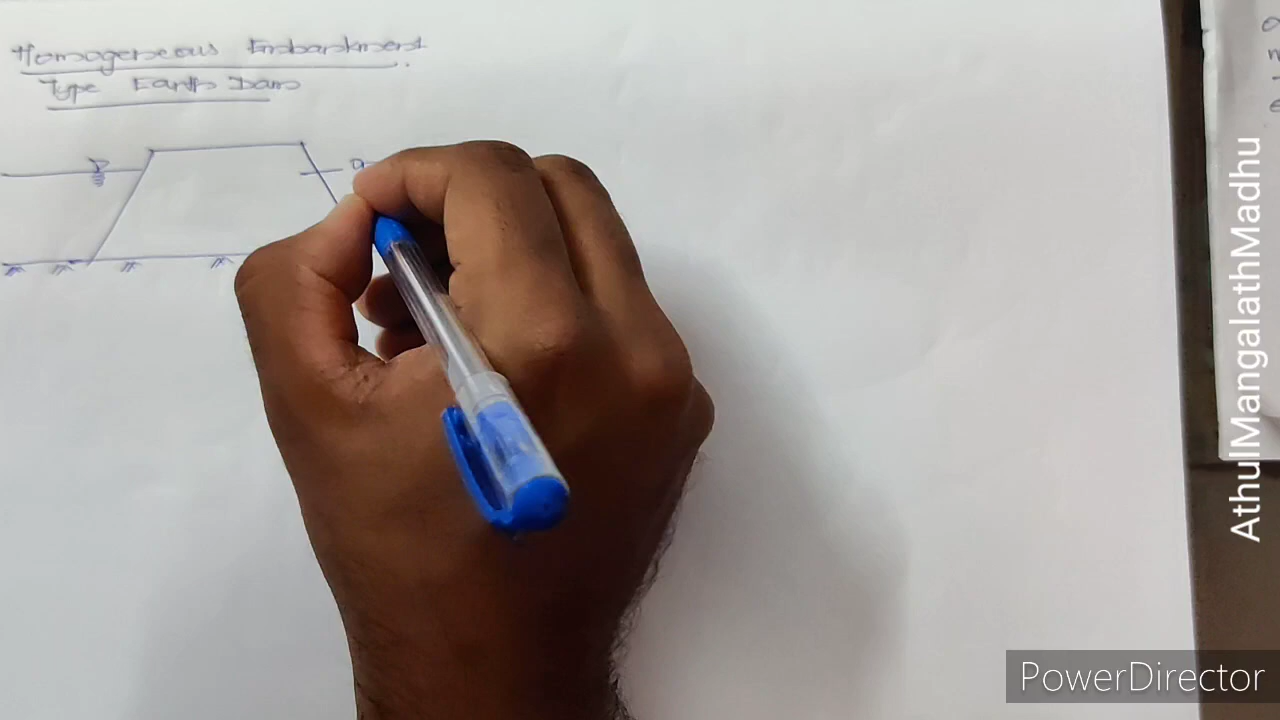 Homogeneous Embankment
Type Earth Dam
AthulMangalathMadhu
PowerDirector